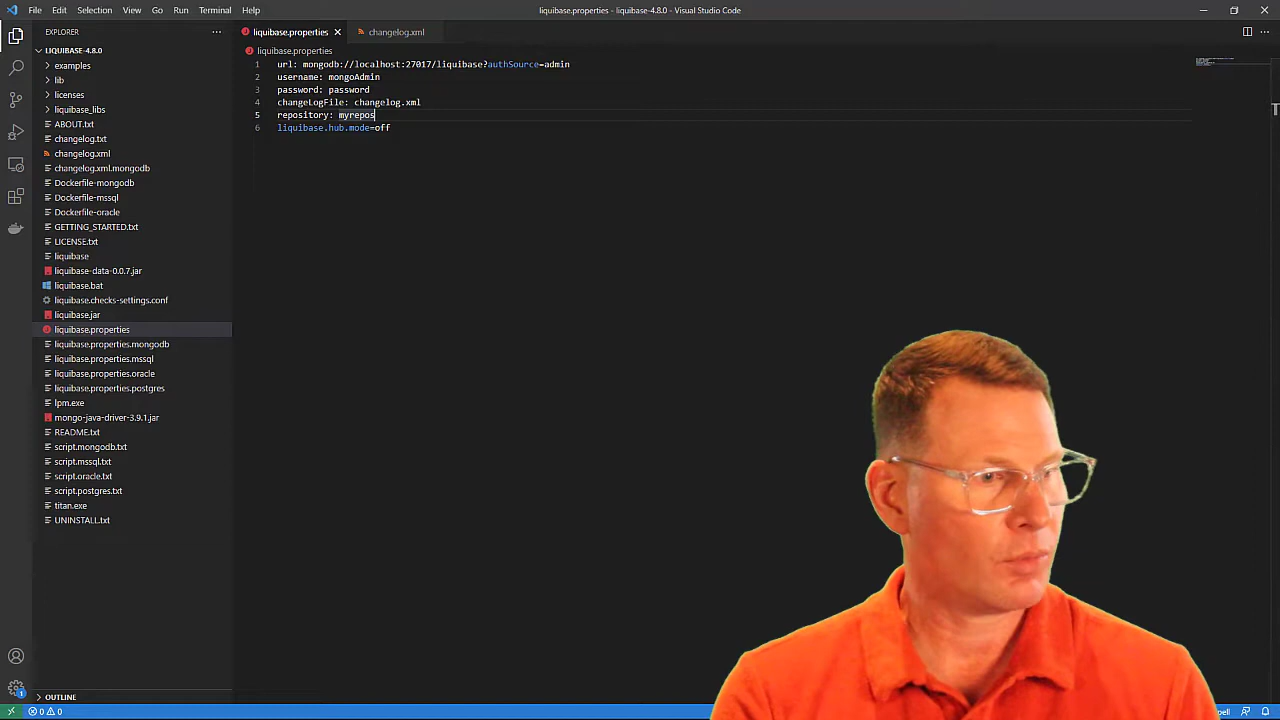 File Edit Selection View Go Run Terminal Help
liquibase.properties - liquibase-4.8.0 - Visual Studio Code
EXPLORER
liquibase.properties
changelog.xml
LIQUIBASE-4.8.0
liquibase.properties
examples
lib
licenses
liquibase_libs
ABOUT.txt
changelog.txt
changelog.xml
changelog.xml.mongodb
Dockerfile-mongodb
Dockerfile-mssql
Dockerfile-oracle
GETTING_STARTED.txt
LICENSE.txt
liquibase
liquibase-data-0.0.7.jar
liquibase.bat
liquibase.checks-settings.conf
liquibase.jar
liquibase.properties
liquibase.properties.mongodb
liquibase.properties.mssql
liquibase.properties.oracle
liquibase.properties.postgres
lpm.exe
mongo-java-driver-3.9.1.jar
README.txt
script.mongodb.txt
script.mssql.txt
script.oracle.txt
script.postgres.txt
titan.exe
UNINSTALL.txt
OUTLINE
1 url: mongodb://localhost:27017/liquibase?authSource=admin
2 username: mongoAdmin
3 password: password
4 changeLogFile: changelog.xml
5 repository: myrepos
6 liquibase.hub.mode=off
1
0 0